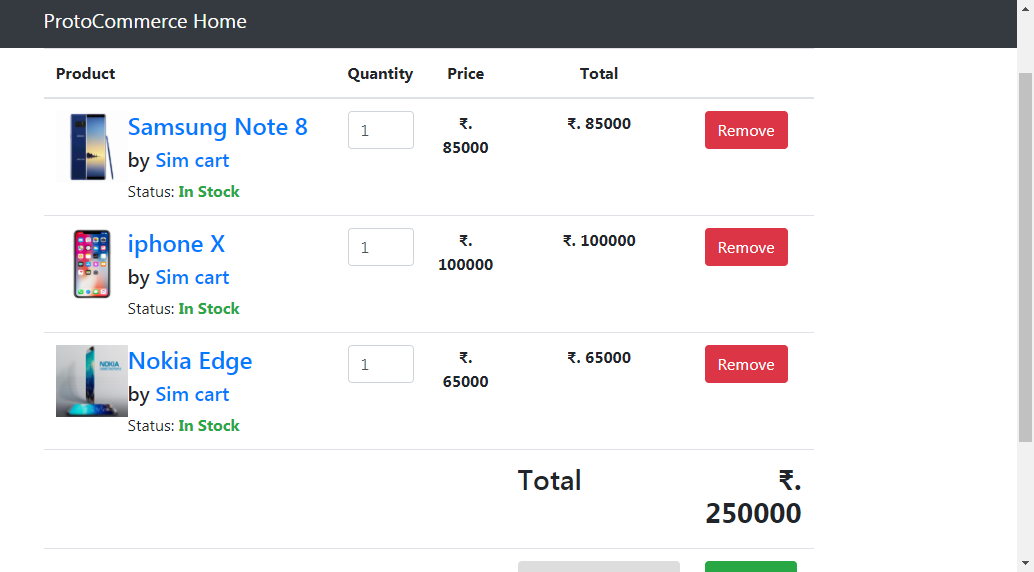 ProtoCommerce Home
Product Quantity Price Total
Samsung Note 8
by Sim cart
Status: In Stock
1
₹.
85000
₹. 85000
Remove
iphone X
by Sim cart
Status: In Stock
1
₹.
100000
₹. 100000
Remove
NOKIA
Nokia Edge
by Sim cart
Status: In Stock
1
₹.
65000
₹. 65000
Remove
Total
₹.
250000